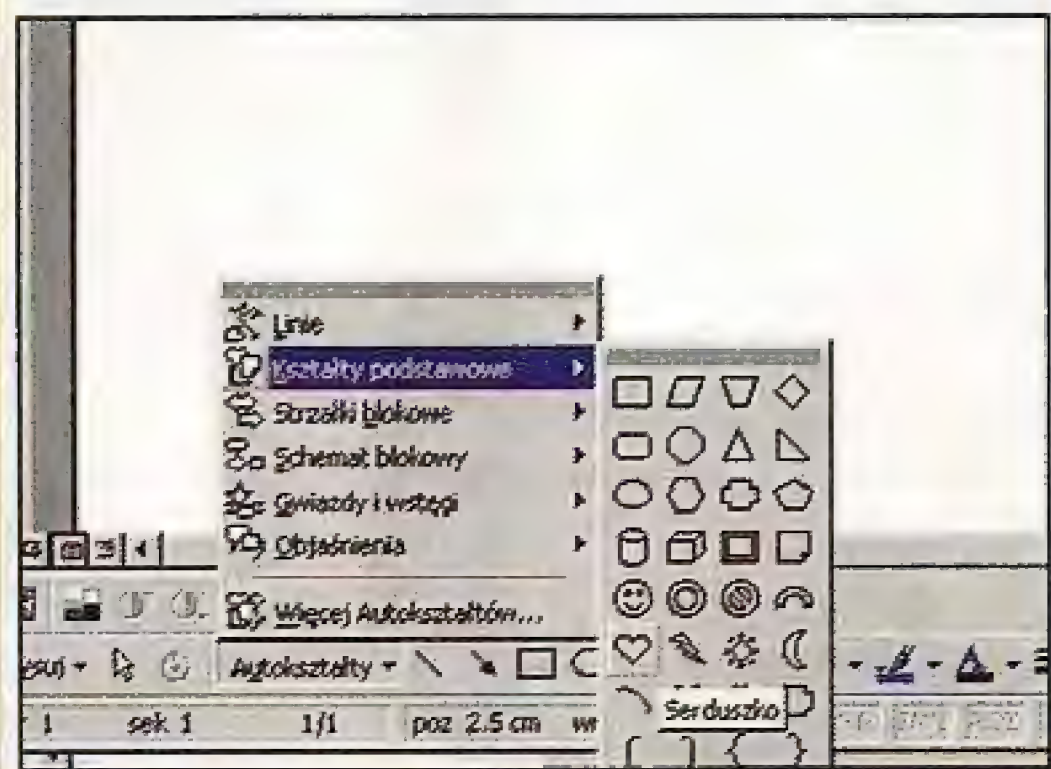 Linie
Kształty podstawowe
Strzałki blokowe
Schemat blokowy
Gwiazdy i wstęgi
Objaśnienia
Więcej Autokształtów...
Autokształty
Serduszko
1 sek 1 1/1 poz 2.5 cm